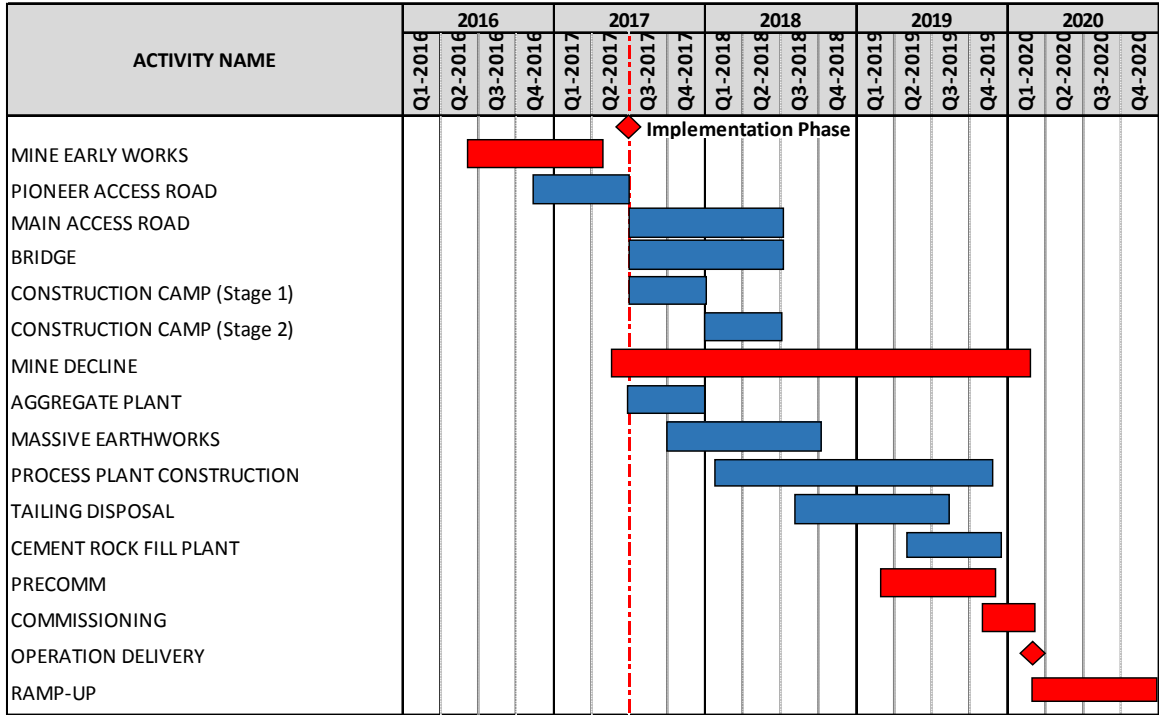 2016 2017 2018 2019 2020
ACTIVITY NAME
Q1-2016 Q2-2016 Q3-2016 Q4-2016 Q1-2017 Q2-2017 Q3-2017 Q4-2017 Q1-2018 Q2-2018 Q3-2018 Q4-2018 Q1-2019 Q2-2019 Q3-2019 Q4-2019 Q1-2020 Q2-2020 Q3-2020 Q4-2020
Implementation Phase
MINE EARLY WORKS
PIONEER ACCESS ROAD
MAIN ACCESS ROAD
BRIDGE
CONSTRUCTION CAMP (Stage 1)
CONSTRUCTION CAMP (Stage 2)
MINE DECLINE
AGGREGATE PLANT
MASSIVE EARTHWORKS
PROCESS PLANT CONSTRUCTION
TAILING DISPOSAL
CEMENT ROCK FILL PLANT
PRECOMM
COMMISSIONING
OPERATION DELIVERY
RAMP-UP